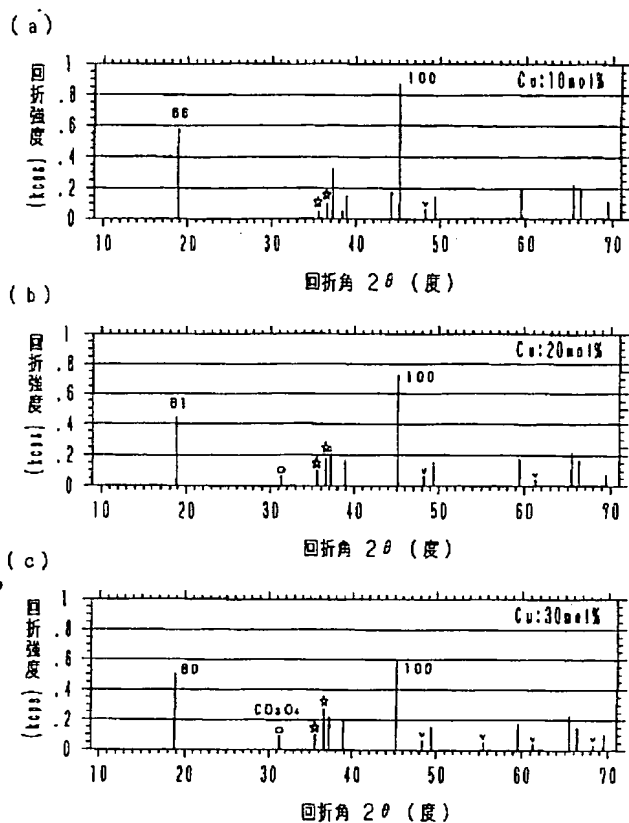 (a)
回折強度 (kcps)
1 .8 .6 .4 .2 0
66
☆ ☆
100
v
Cu:10mol%
10 20 30 40 50 60 70
回折角 2θ (度)
(b)
回折強度 (kcps)
1 .8 .6 .4 .2 0
61
○ ☆ ☆
100
v v
Cu:20mol%
10 20 30 40 50 60 70
回折角 2θ (度)
(c)
回折強度 (kcps)
1 .8 .6 .4 .2 0
80
CO₃O₄
○ ☆ ☆
100
v v v v
Cu:30mol%
10 20 30 40 50 60 70
回折角 2θ (度)